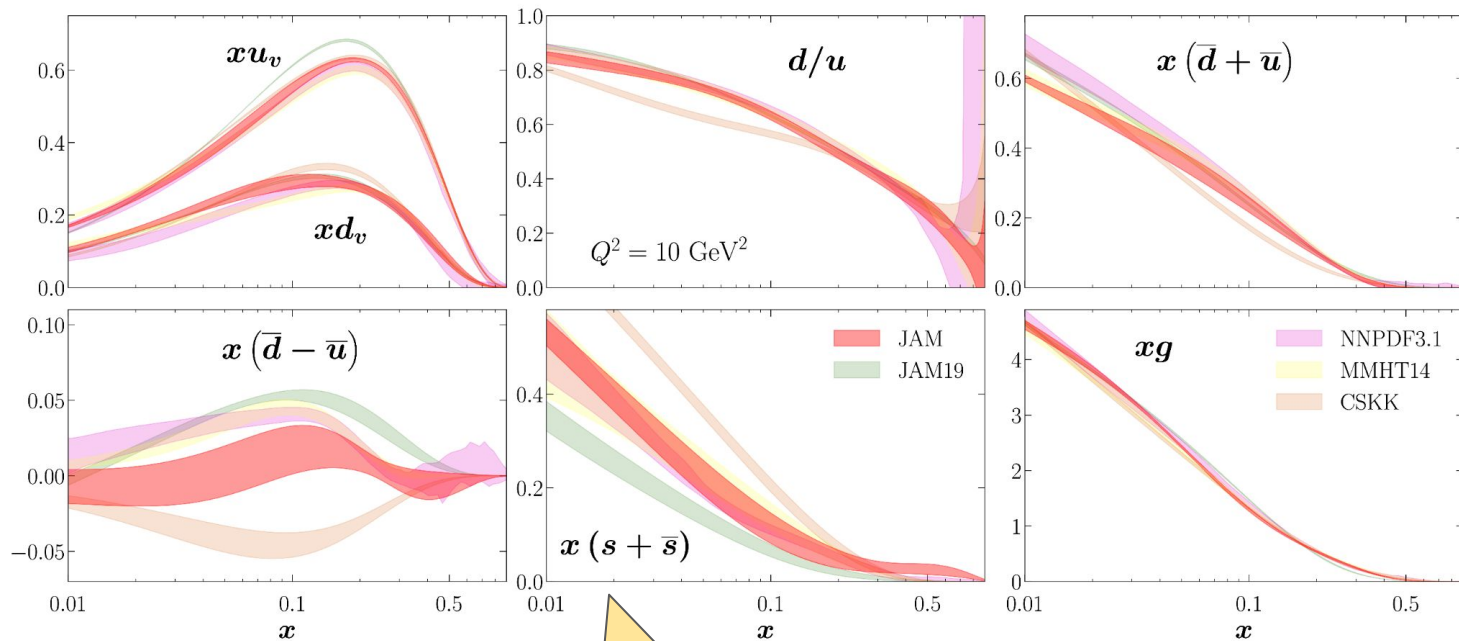 xu_v
xd_v
0.6
0.4
0.2
0.0
d/u
Q² = 10 GeV²
1.0
0.8
0.6
0.4
0.2
0.0
x(d̅ + u̅)
0.6
0.4
0.2
0.0
x(d̅ − u̅)
0.10
0.05
0.00
−0.05
0.01
0.1
0.5
x
JAM
JAM19
x(s + s̅)
0.4
0.2
0.0
0.01
0.1
0.5
x
xg
NNPDF3.1
MMHT14
CSKK
4
3
2
1
0
0.01
0.1
0.5
x